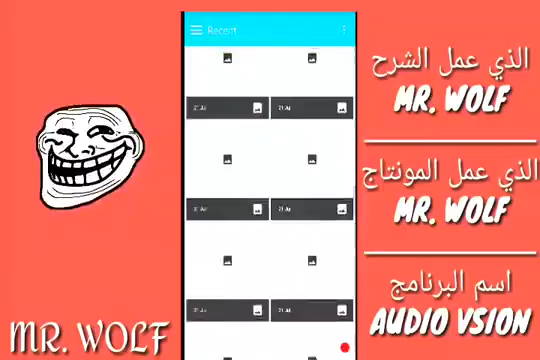 Recent
الذي عمل الشرح
MR. WOLF
الذي عمل المونتاج
MR. WOLF
اسم البرنامج
AUDIO VSION
MR. WOLF